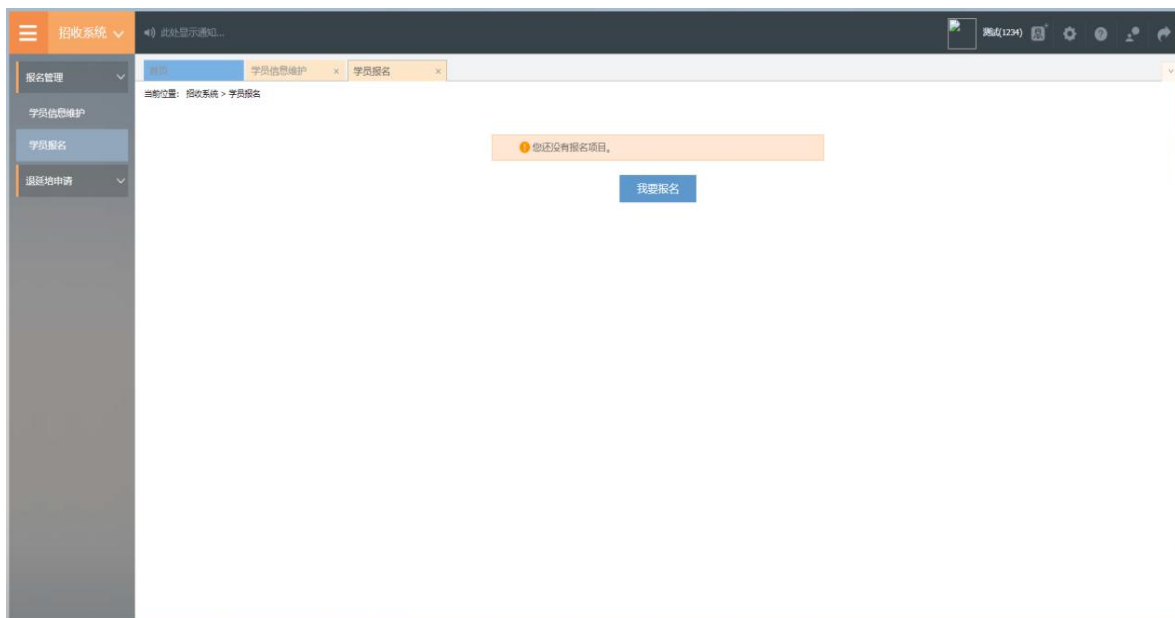 招收系统
此处显示通知...
测试(1234)
报名管理
首页
学员信息维护
学员报名
当前位置: 招收系统 > 学员报名
学员信息维护
学员报名
退延培申请
您还没有报名项目。
我要报名